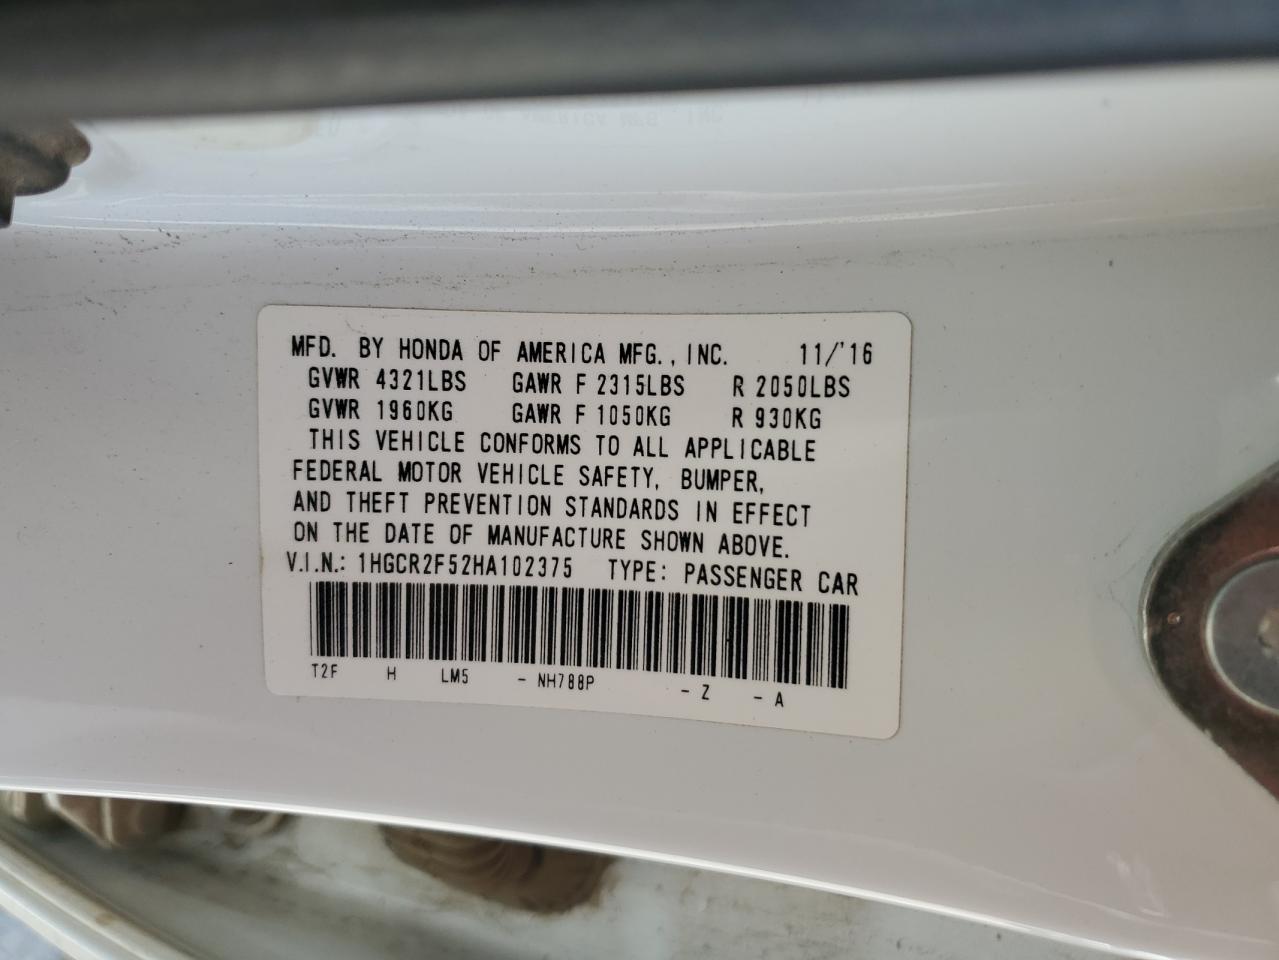 MFD. BY HONDA OF AMERICA MFG., INC. 11/'16
GVWR 4321LBS GAWR F 2315LBS R 2050LBS
GVWR 1960KG GAWR F 1050KG R 930KG
THIS VEHICLE CONFORMS TO ALL APPLICABLE
FEDERAL MOTOR VEHICLE SAFETY, BUMPER,
AND THEFT PREVENTION STANDARDS IN EFFECT
ON THE DATE OF MANUFACTURE SHOWN ABOVE.
V.I.N.: 1HGCR2F52HA102375 TYPE: PASSENGER CAR
T2F H LM5 - NH788P - Z - A